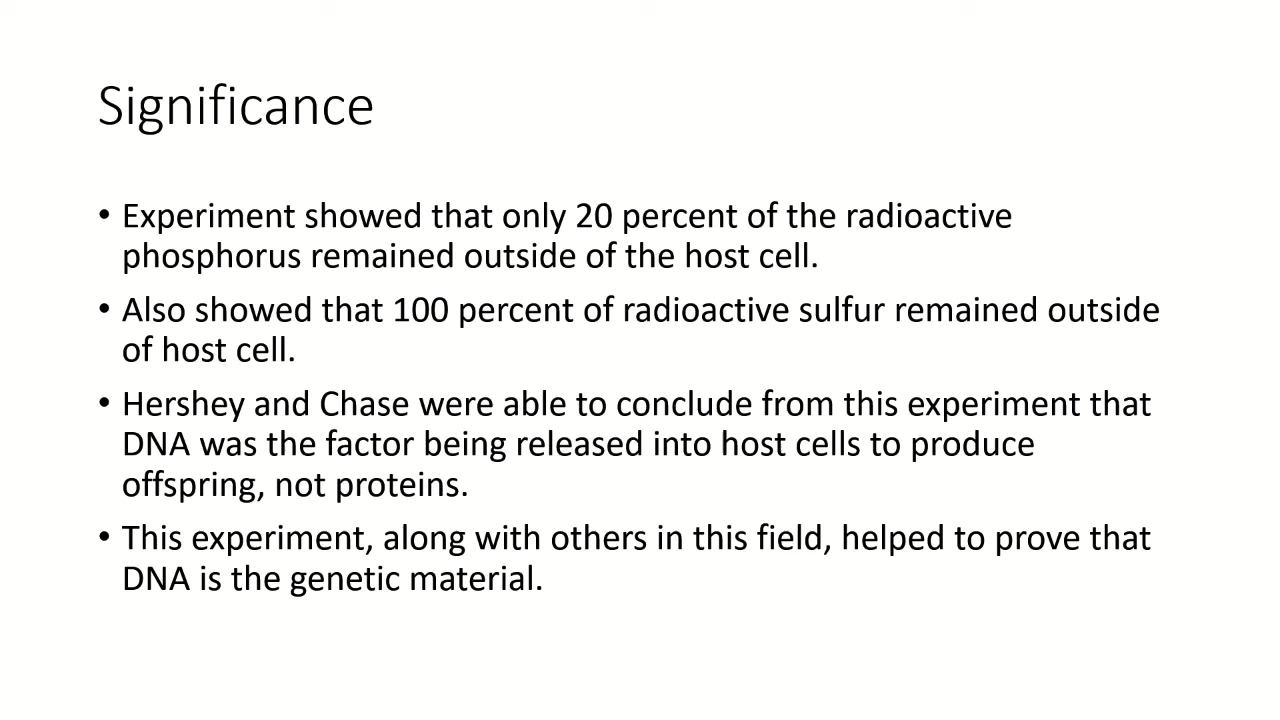 Significance
• Experiment showed that only 20 percent of the radioactive
phosphorus remained outside of the host cell.
• Also showed that 100 percent of radioactive sulfur remained outside
of host cell.
• Hershey and Chase were able to conclude from this experiment that
DNA was the factor being released into host cells to produce
offspring, not proteins.
• This experiment, along with others in this field, helped to prove that
DNA is the genetic material.